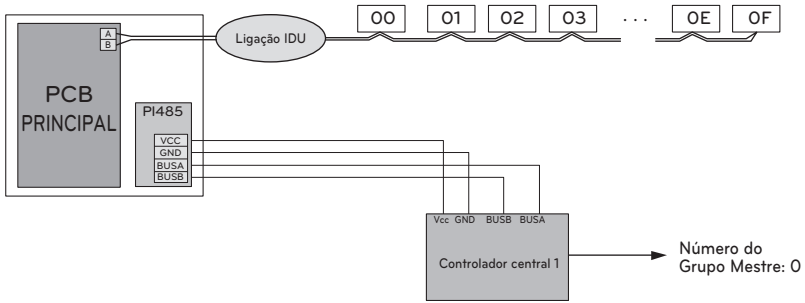 00 01 02 03 ... 0E 0F
A
B
Ligação IDU
PCB
PRINCIPAL
PI485
VCC
GND
BUSA
BUSB
Vcc GND BUSB BUSA
Controlador central 1
Número do
Grupo Mestre: 0